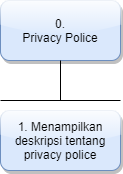 0.
Privacy Police
1. Menampilkan
deskripsi tentang
privacy police